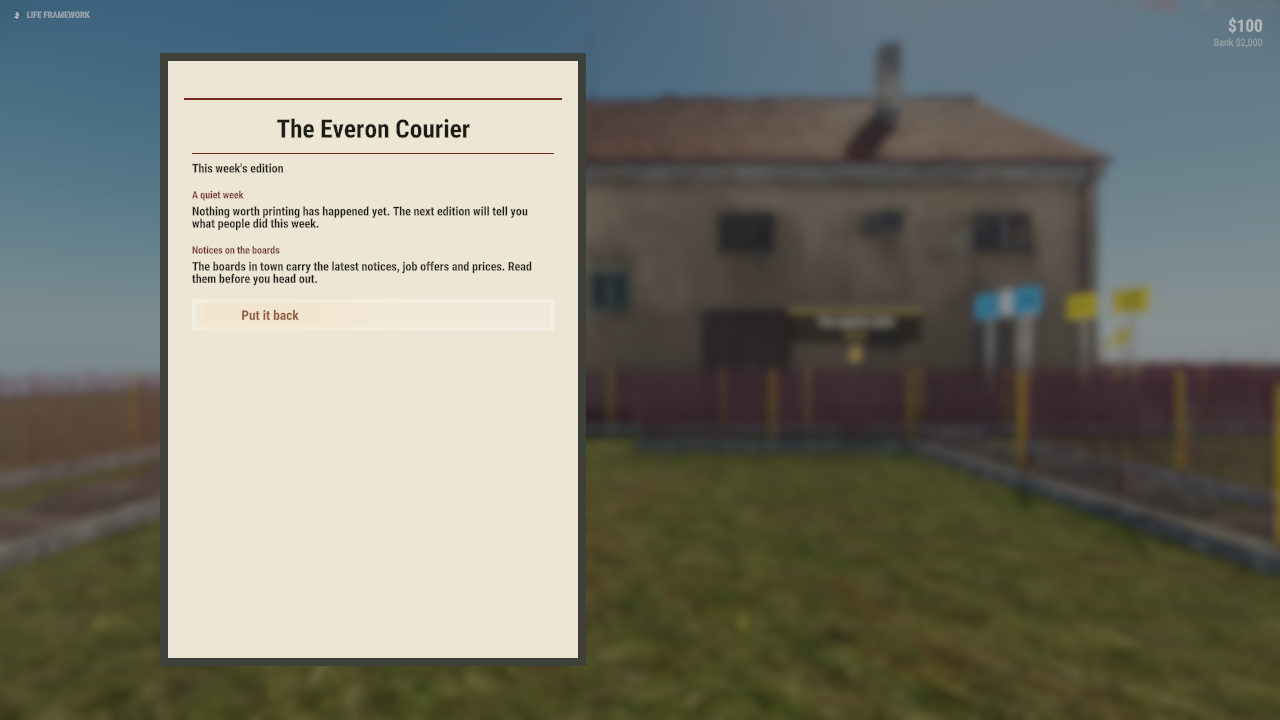 LIFE FRAMEWORK
$100
Bank $2,000
The Everon Courier
This week's edition
A quiet week
Nothing worth printing has happened yet. The next edition will tell you
what people did this week.
Notices on the boards
The boards in town carry the latest notices, job offers and prices. Read
them before you head out.
Put it back